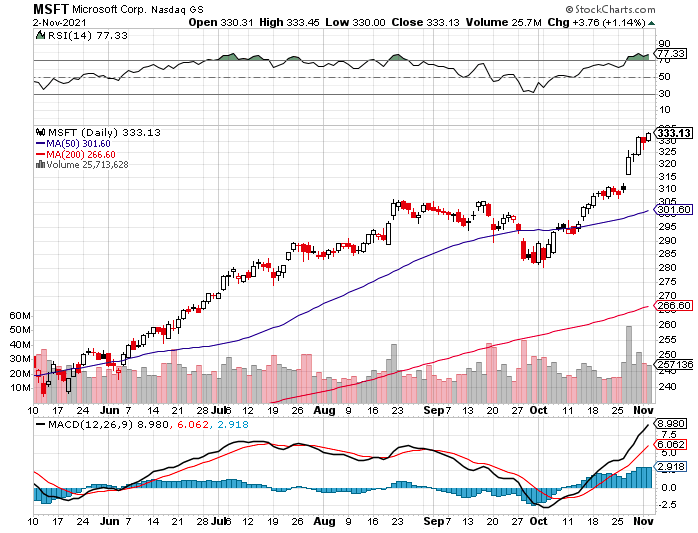 MSFT Microsoft Corp. Nasdaq GS © StockCharts.com
2-Nov-2021 Open 330.31 High 333.45 Low 330.00 Close 333.13 Volume 25.7M Chg +3.76 (+1.14%)
RSI(14) 77.33
90
77.33
70
50
30
10
MSFT (Daily) 333.13
MA(50) 301.60
MA(200) 266.60
Volume 25,713,628
335
333.13
330
325
320
315
310
305
301.60
295
290
285
280
275
270
266.60
260
255
250
245
240
60M
50M
40M
30M
20M
10M
10 17 24 Jun 7 14 21 28 Jul 6 12 19 26 Aug 9 16 23 Sep 7 13 20 27 Oct 11 18 25 Nov
MACD(12,26,9) 8.980, 6.062, 2.918
8.980
7.5
6.062
5.0
2.918
0.0
-2.5
10 17 24 Jun 7 14 21 28 Jul 6 12 19 26 Aug 9 16 23 Sep 7 13 20 27 Oct 11 18 25 Nov